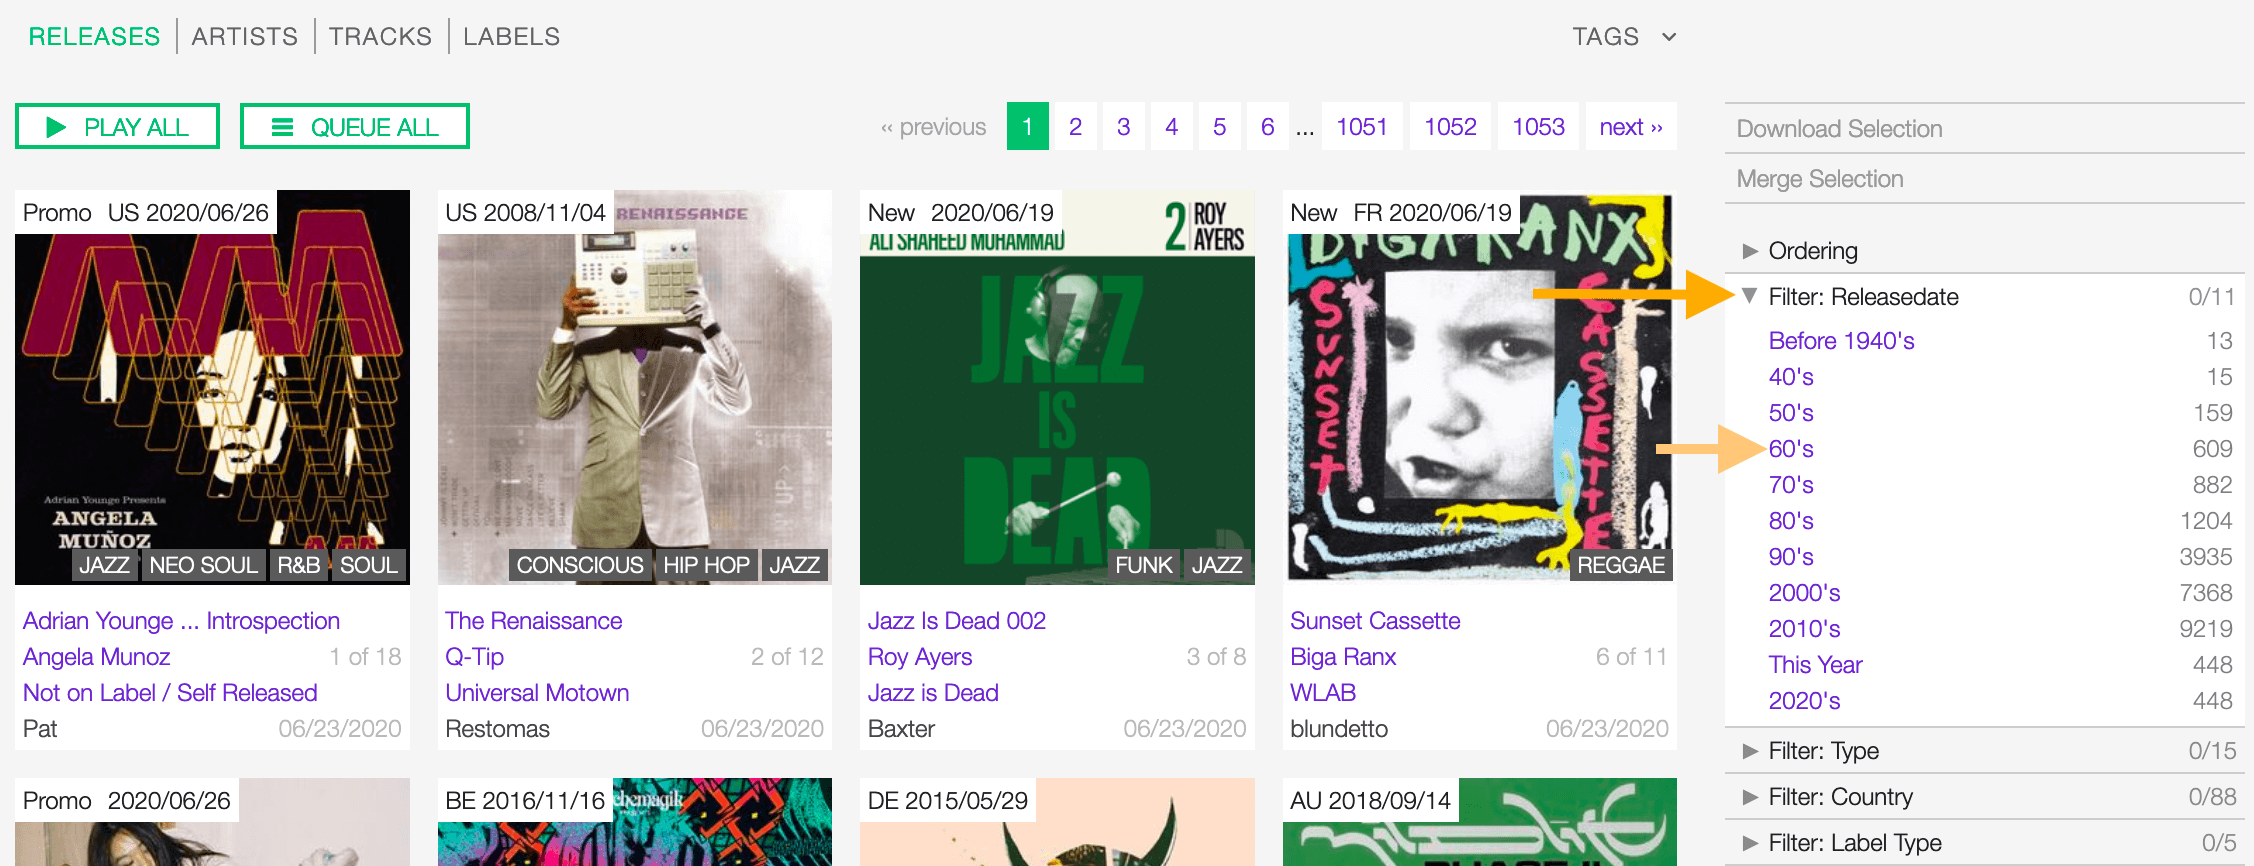 RELEASES ARTISTS TRACKS LABELS TAGS
PLAY ALL QUEUE ALL ‹‹ previous 1 2 3 4 5 6 ... 1051 1052 1053 next ››
Download Selection
Merge Selection
Promo US 2020/06/26
Adrian Younge Presents
ANGELA
MUÑOZ
JAZZ NEO SOUL R&B SOUL
Adrian Younge ... Introspection
Angela Munoz 1 of 18
Not on Label / Self Released
Pat 06/23/2020
US 2008/11/04 RENAISSANCE
UP->
CONSCIOUS HIP HOP JAZZ
The Renaissance
Q-Tip 2 of 12
Universal Motown
Restomas 06/23/2020
New 2020/06/19
ALI SHAHEED MUHAMMAD 2 ROY
AYERS
JAZZ
IS
DEAD
FUNK JAZZ
Jazz Is Dead 002
Roy Ayers 3 of 8
Jazz is Dead
Baxter 06/23/2020
New FR 2020/06/19
BIGA RANX
SUNSET
CASSETTE
REGGAE
Sunset Cassette
Biga Ranx 6 of 11
WLAB
blundetto 06/23/2020
Ordering
Filter: Releasedate 0/11
Before 1940's 13
40's 15
50's 159
60's 609
70's 882
80's 1204
90's 3935
2000's 7368
2010's 9219
This Year 448
2020's 448
Filter: Type 0/15
Filter: Country 0/88
Filter: Label Type 0/5
Promo 2020/06/26
BE 2016/11/16
DE 2015/05/29
AU 2018/09/14
PHASE II